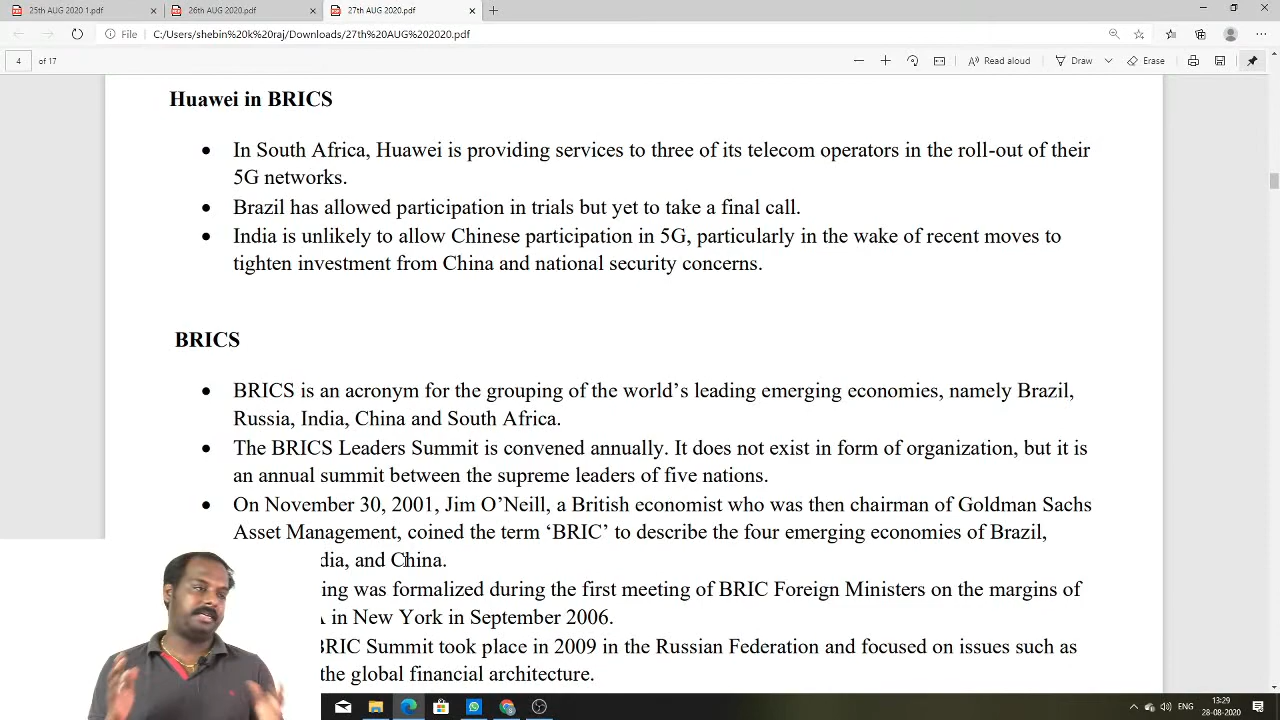 25th AUG 2020 1.pdf
26th AUG 2020.pdf
27th AUG 2020.pdf
File
C:/Users/shebin%20k%20raj/Downloads/27th%20AUG%202020.pdf
4 of 17
Read aloud
Draw
Erase
Huawei in BRICS
• In South Africa, Huawei is providing services to three of its telecom operators in the roll-out of their
5G networks.
• Brazil has allowed participation in trials but yet to take a final call.
• India is unlikely to allow Chinese participation in 5G, particularly in the wake of recent moves to
tighten investment from China and national security concerns.
BRICS
• BRICS is an acronym for the grouping of the world’s leading emerging economies, namely Brazil,
Russia, India, China and South Africa.
• The BRICS Leaders Summit is convened annually. It does not exist in form of organization, but it is
an annual summit between the supreme leaders of five nations.
• On November 30, 2001, Jim O’Neill, a British economist who was then chairman of Goldman Sachs
Asset Management, coined the term ‘BRIC’ to describe the four emerging economies of Brazil,
dia, and China.
ing was formalized during the first meeting of BRIC Foreign Ministers on the margins of
in New York in September 2006.
BRIC Summit took place in 2009 in the Russian Federation and focused on issues such as
the global financial architecture.
ENG
13:29
28-08-2020